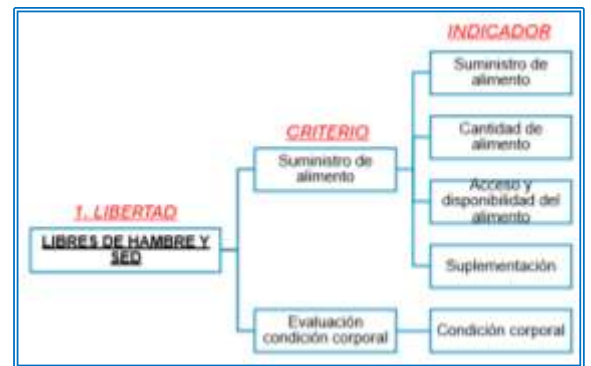 INDICADOR
Suministro de
alimento
Cantidad de
alimento
CRITERIO
Suministro de
alimento
Acceso y
disponibilidad del
alimento
1. LIBERTAD
LIBRES DE HAMBRE Y
SED
Suplementación
Evaluación
condición corporal
Condición corporal